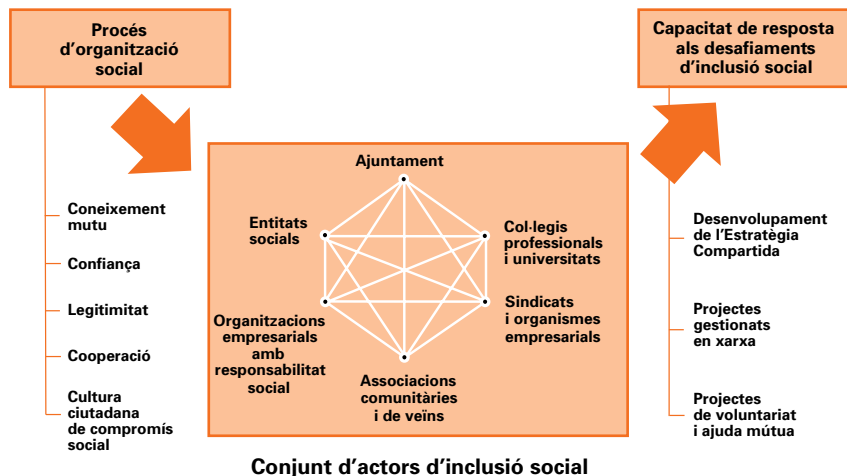 Procés
d'organització
social
Capacitat de resposta
als desafiaments
d'inclusió social
Coneixement
mutu
Confiança
Legitimitat
Cooperació
Cultura
ciutadana
de compromís
social
Ajuntament
Entitats
socials
Col·legis
professionals
i universitats
Organitzacions
empresarials
amb
responsabilitat
social
Sindicats
i organismes
empresarials
Associacions
comunitàries
i de veïns
Desenvolupament
de l'Estratègia
Compartida
Projectes
gestionats
en xarxa
Projectes
de voluntariat
i ajuda mútua
Conjunt d'actors d'inclusió social